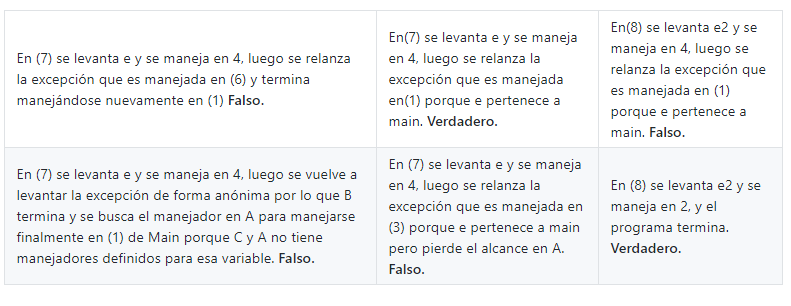 En (7) se levanta e y se maneja en 4, luego se relanza
la excepción que es manejada en (6) y termina
manejándose nuevamente en (1) Falso.
En(7) se levanta e y se maneja
en 4, luego se relanza la
excepción que es manejada
en(1) porque e pertenece a
main. Verdadero.
En(8) se levanta e2 y se
maneja en 4, luego se
relanza la excepción que
es manejada en (1)
porque e pertenece a
main. Falso.
En (7) se levanta e y se maneja en 4, luego se vuelve a
levantar la excepción de forma anónima por lo que B
termina y se busca el manejador en A para manejarse
finalmente en (1) de Main porque C y A no tiene
manejadores definidos para esa variable. Falso.
En (7) se levanta e y se maneja
en 4, luego se relanza la
excepción que es manejada en
(3) porque e pertenece a main
pero pierde el alcance en A.
Falso.
En (8) se levanta e2 y se
maneja en 2, y el
programa termina.
Verdadero.